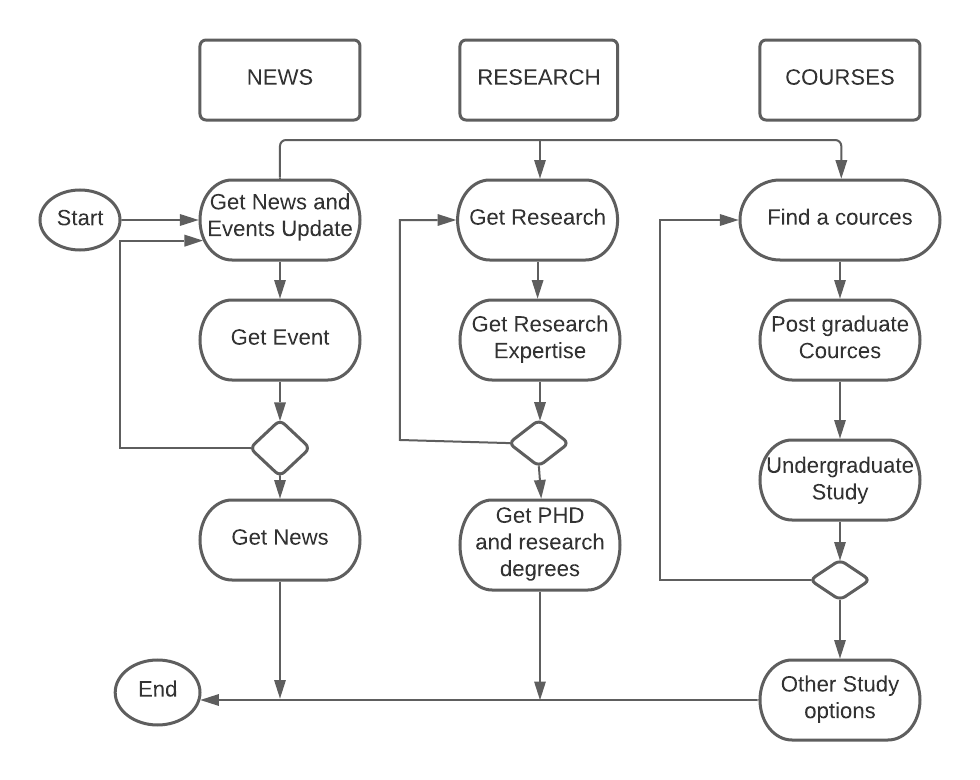 NEWS
RESEARCH
COURSES
Start
Get News and
Events Update
Get Research
Find a cources
Get Event
Get Research
Expertise
Post graduate
Cources
Undergraduate
Study
Get News
Get PHD
and research
degrees
End
Other Study
options